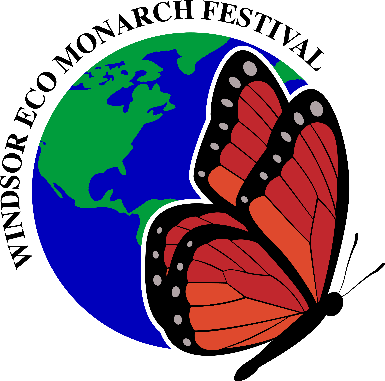 WINDSOR ECO MONARCH FESTIVAL